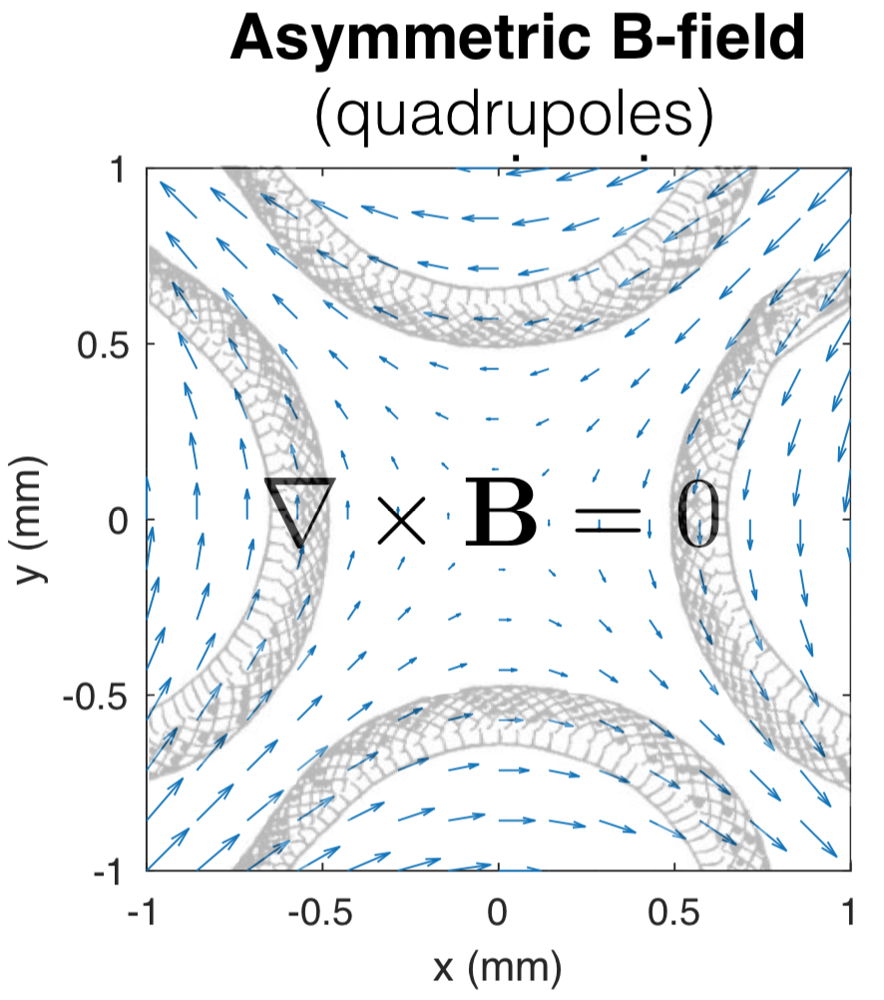 Asymmetric B-field
(quadrupoles)
1
0.5
0
-0.5
-1
y (mm)
∇ × B = 0
-1 -0.5 0 0.5 1
x (mm)